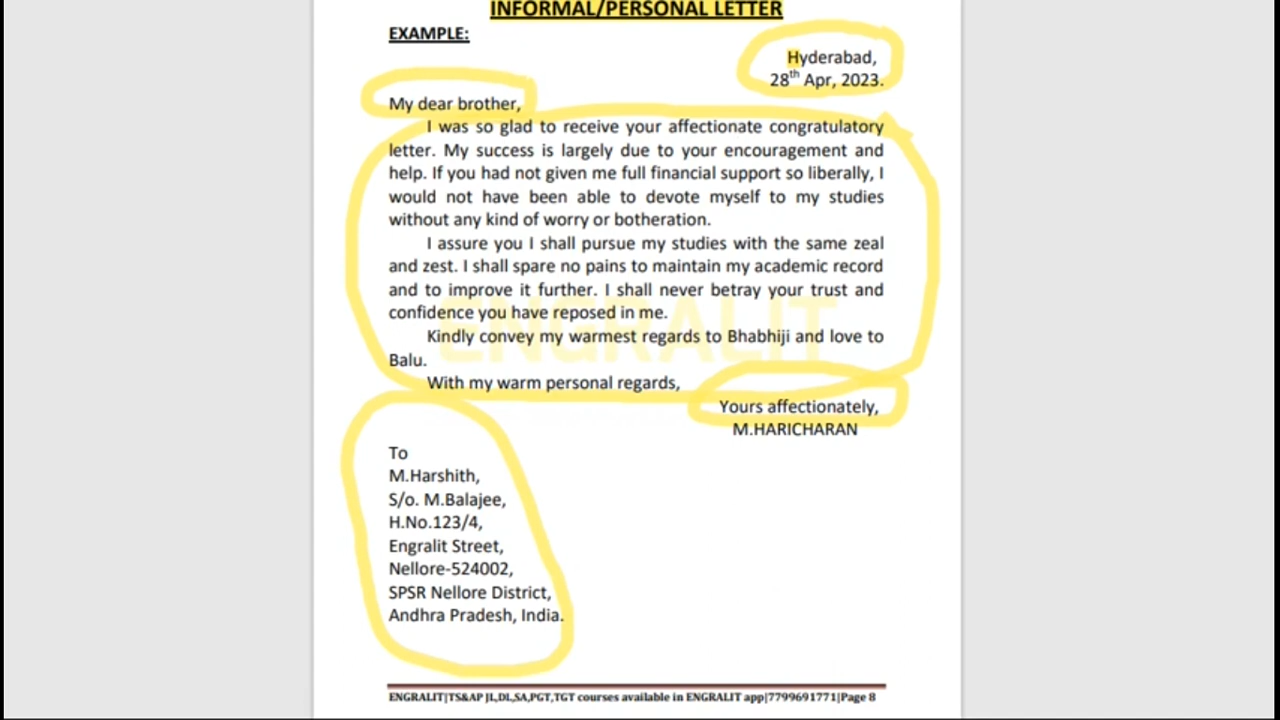 INFORMAL/PERSONAL LETTER
EXAMPLE:
Hyderabad,
28th Apr, 2023.
My dear brother,
I was so glad to receive your affectionate congratulatory
letter. My success is largely due to your encouragement and
help. If you had not given me full financial support so liberally, I
would not have been able to devote myself to my studies
without any kind of worry or botheration.
I assure you I shall pursue my studies with the same zeal
and zest. I shall spare no pains to maintain my academic record
and to improve it further. I shall never betray your trust and
confidence you have reposed in me.
ENGRALIT
Kindly convey my warmest regards to Bhabhiji and love to
Balu.
With my warm personal regards,
Yours affectionately,
M.HARICHARAN
To
M.Harshith,
S/o. M.Balajee,
H.No.123/4,
Engralit Street,
Nellore-524002,
SPSR Nellore District,
Andhra Pradesh, India.
ENGRALIT|TS&AP JL,DL,SA,PGT,TGT courses available in ENGRALIT app|7799691771|Page 8